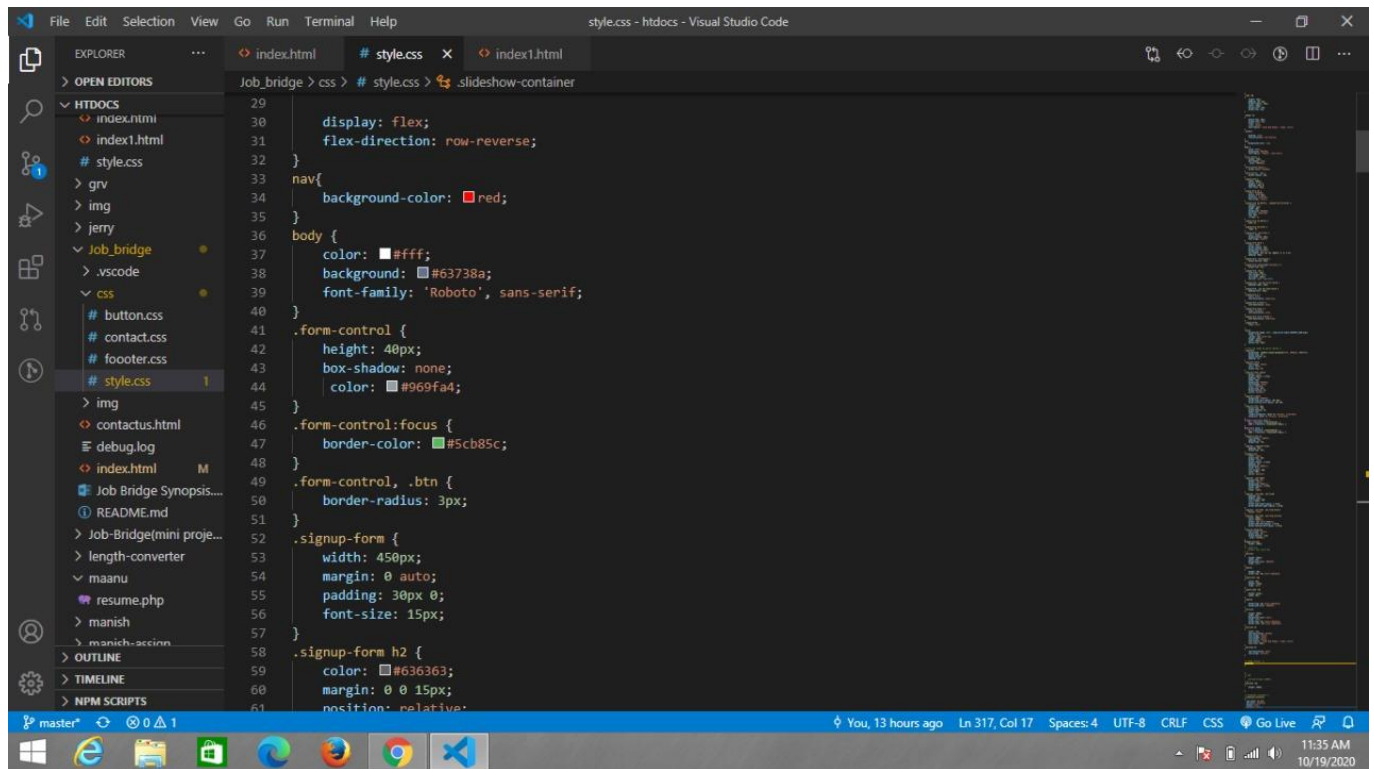 File Edit Selection View Go Run Terminal Help
style.css - htdocs - Visual Studio Code
EXPLORER
index.html
# style.css
index1.html
OPEN EDITORS
Job_bridge > css > # style.css > .slideshow-container
HTDOCS
index.html
index1.html
# style.css
grv
img
jerry
Job_bridge
.vscode
css
# button.css
# contact.css
# foooter.css
# style.css 1
img
contactus.html
debug.log
index.html M
Job Bridge Synopsis....
README.md
Job-Bridge(mini proje...
length-converter
maanu
resume.php
manish
manish-assign
OUTLINE
TIMELINE
NPM SCRIPTS
29
30 display: flex;
31 flex-direction: row-reverse;
32 }
33 nav{
34 background-color: red;
35 }
36 body {
37 color: #fff;
38 background: #63738a;
39 font-family: 'Roboto', sans-serif;
40 }
41 .form-control {
42 height: 40px;
43 box-shadow: none;
44 color: #969fa4;
45 }
46 .form-control:focus {
47 border-color: #5cb85c;
48 }
49 .form-control, .btn {
50 border-radius: 3px;
51 }
52 .signup-form {
53 width: 450px;
54 margin: 0 auto;
55 padding: 30px 0;
56 font-size: 15px;
57 }
58 .signup-form h2 {
59 color: #636363;
60 margin: 0 0 15px;
61 position: relative;
1
master* 0 1
You, 13 hours ago Ln 317, Col 17 Spaces: 4 UTF-8 CRLF CSS Go Live
11:35 AM
10/19/2020